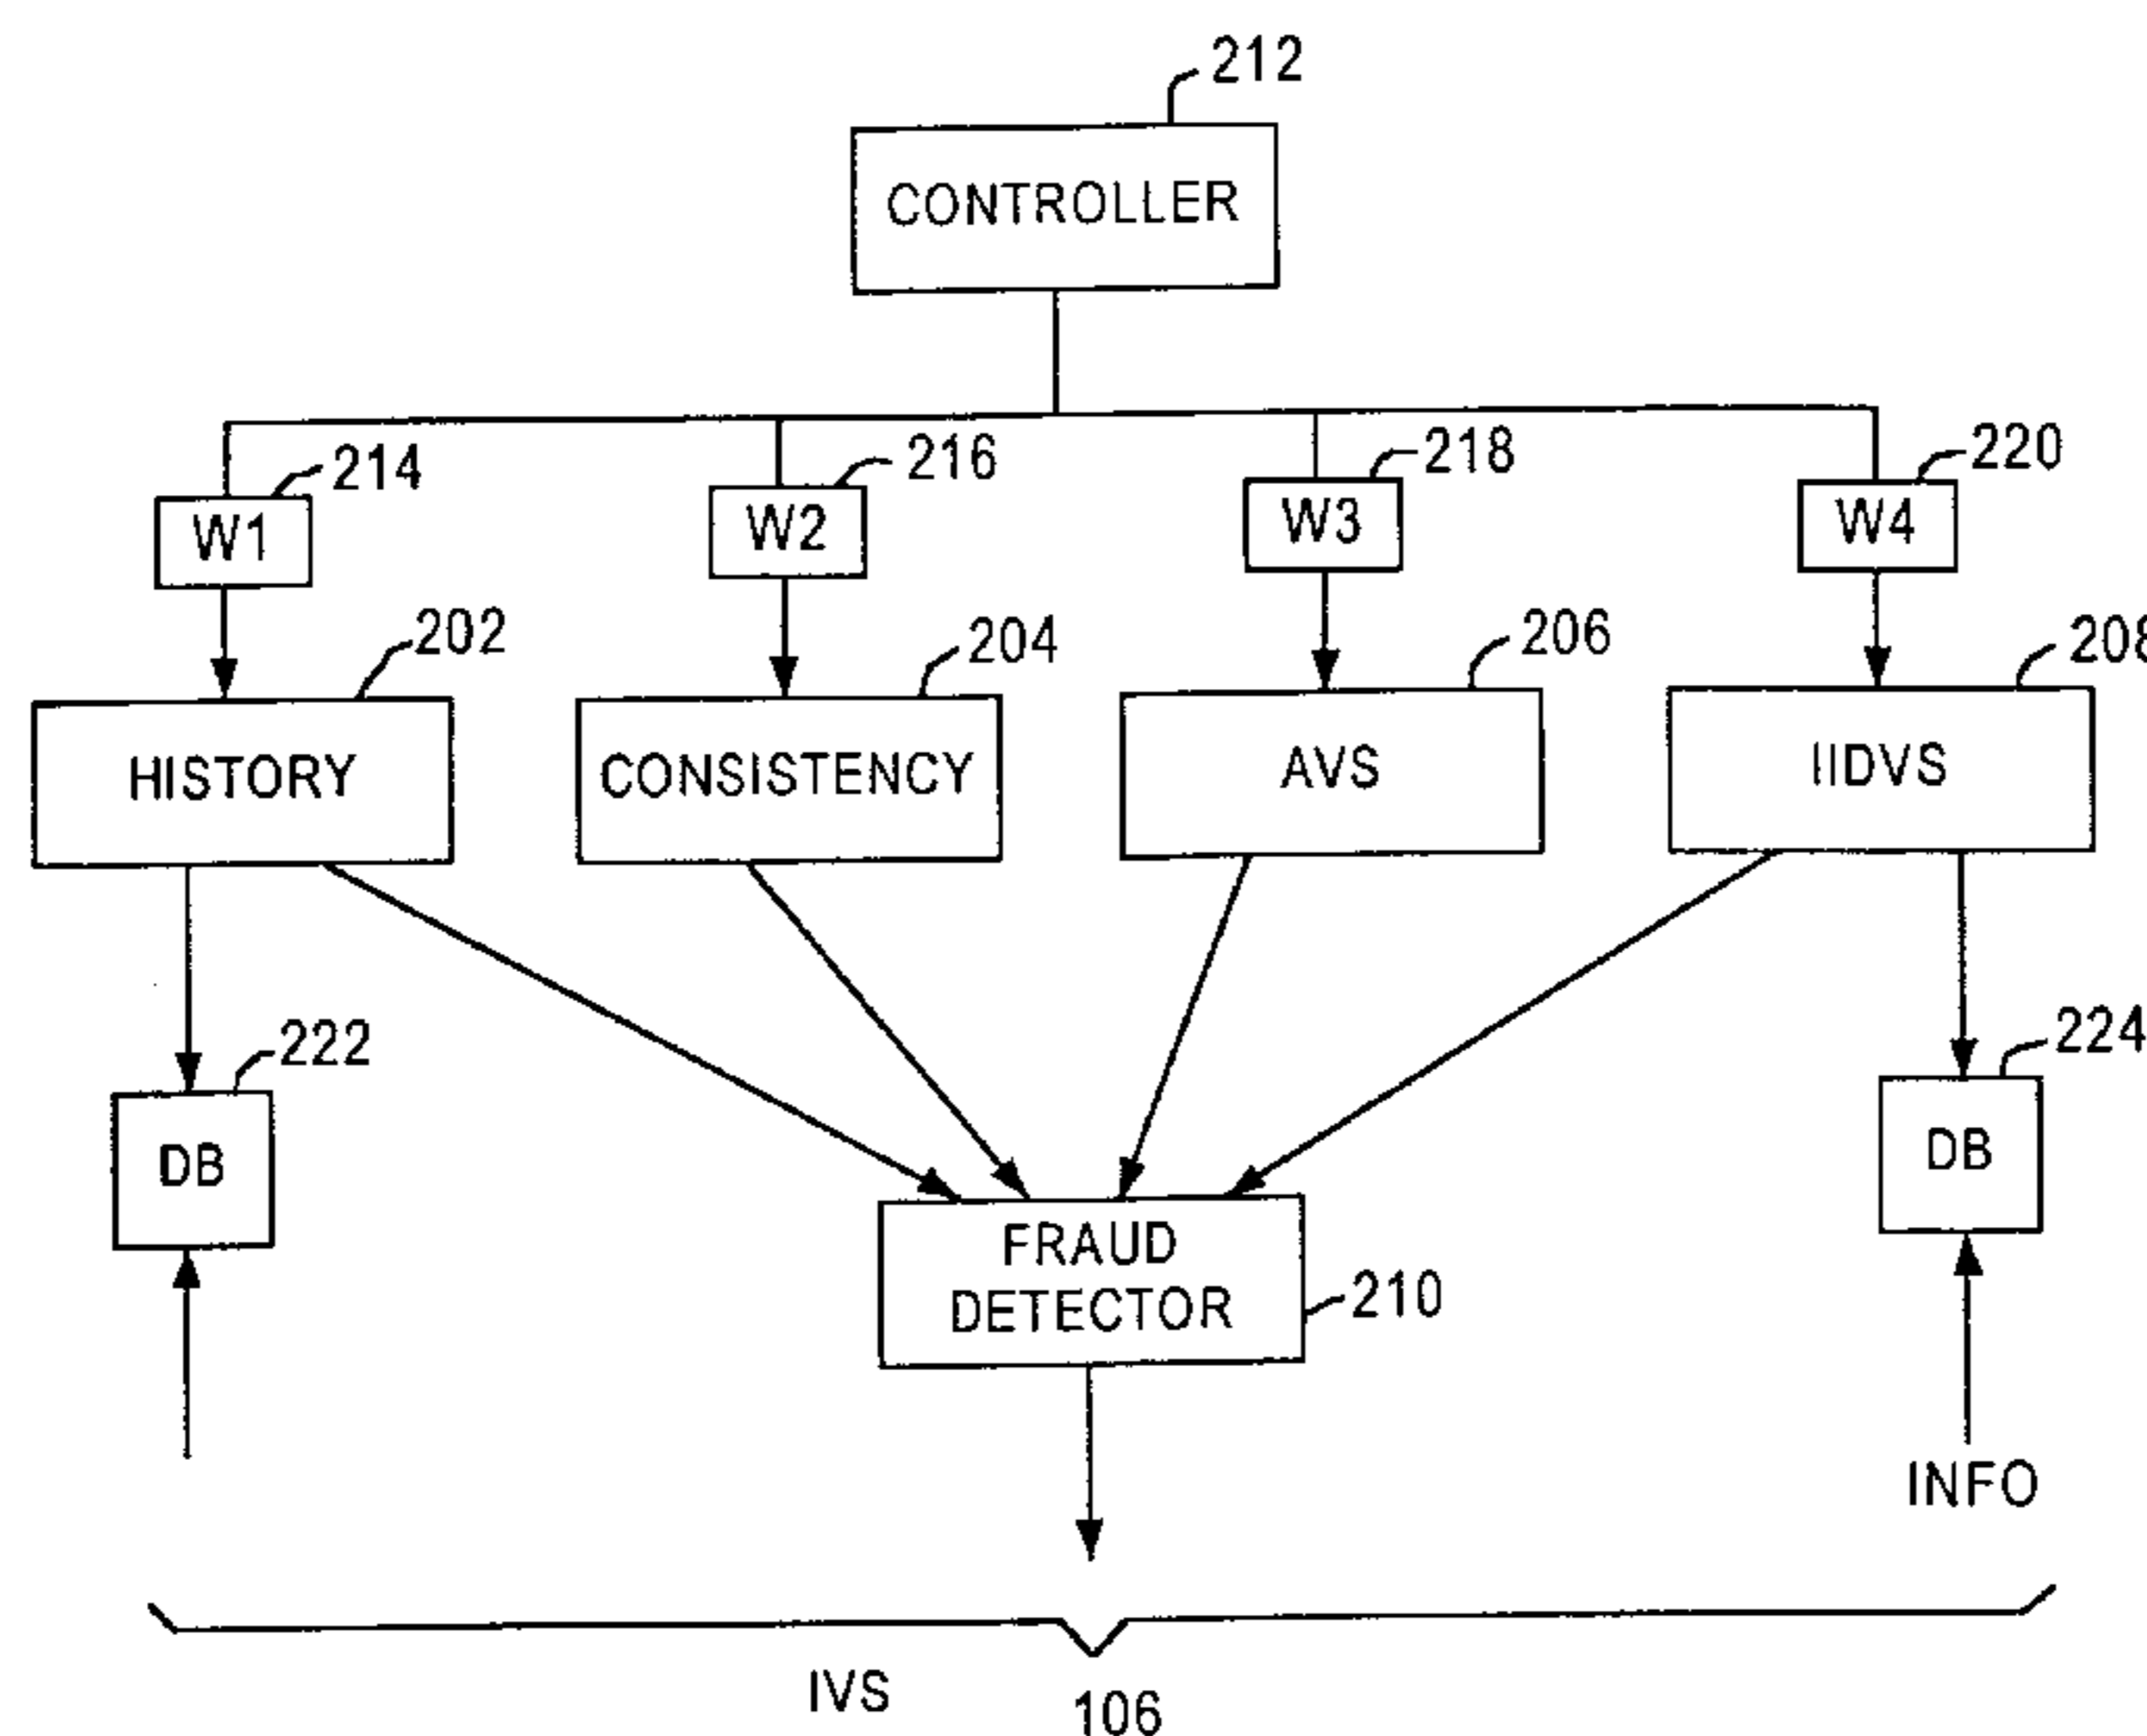 212
CONTROLLER
214
216
218
220
W1
W2
W3
W4
202
204
206
208
HISTORY
CONSISTENCY
AVS
IIDVS
222
224
DB
DB
FRAUD
DETECTOR
210
INFO
IVS
106